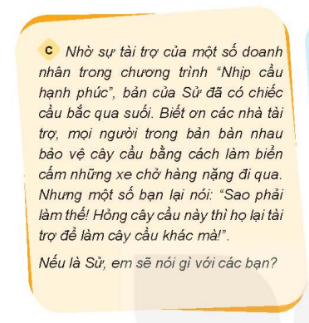 C Nhờ sự tài trợ của một số doanh
nhân trong chương trình “Nhịp cầu
hạnh phúc”, bản của Sử đã có chiếc
cầu bắc qua suối. Biết ơn các nhà tài
trợ, mọi người trong bản bàn nhau
bảo vệ cây cầu bằng cách làm biển
cấm những xe chở hàng nặng đi qua.
Nhưng một số bạn lại nói: “Sao phải
làm thế! Hỏng cây cầu này thì họ lại tài
trợ để làm cây cầu khác mà!”.
Nếu là Sử, em sẽ nói gì với các bạn?